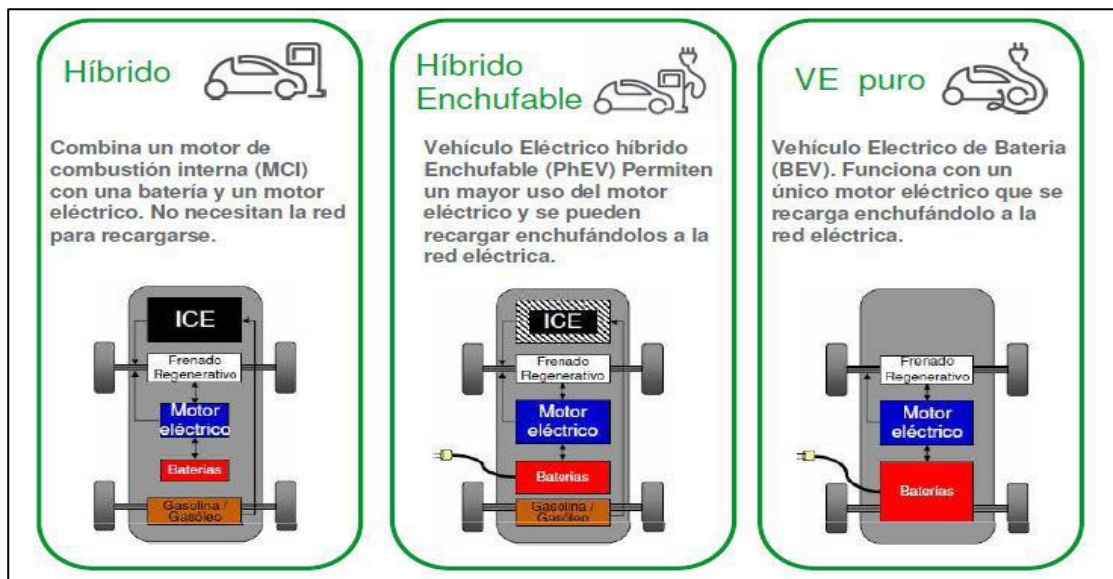 Híbrido
Combina un motor de
combustión interna (MCI)
con una batería y un motor
eléctrico. No necesitan la red
para recargarse.
ICE
Frenado
Regenerativo
Motor
eléctrico
Baterías
Gasolina /
Gasóleo
Híbrido
Enchufable
Vehículo Eléctrico híbrido
Enchufable (PhEV) Permiten
un mayor uso del motor
eléctrico y se pueden
recargar enchufándolos a la
red eléctrica.
ICE
Frenado
Regenerativo
Motor
eléctrico
Baterías
Gasolina /
Gasóleo
VE puro
Vehículo Electrico de Bateria
(BEV). Funciona con un
único motor eléctrico que se
recarga enchufándolo a la
red eléctrica.
Frenado
Regenerativo
Motor
eléctrico
Baterías